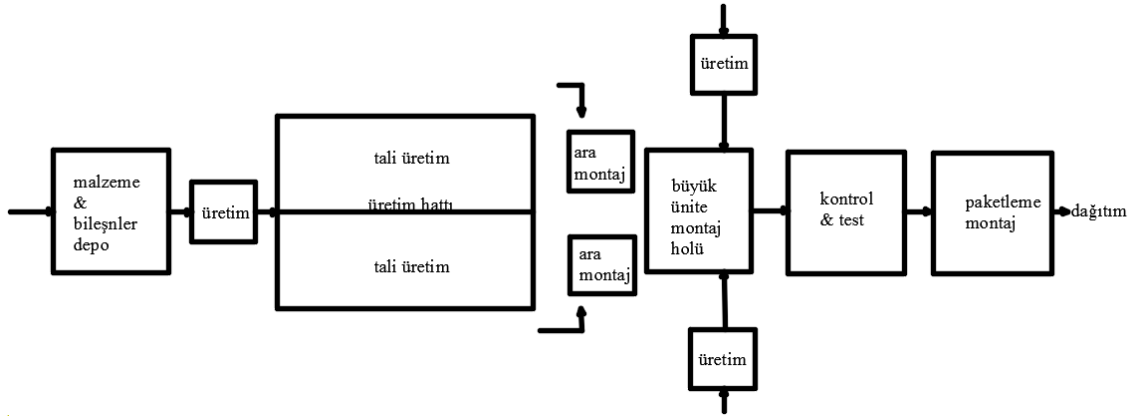 malzeme
&
bileşnler
depo
üretim
tali üretim
üretim hattı
tali üretim
ara
montaj
ara
montaj
üretim
büyük
ünite
montaj
holü
üretim
kontrol
& test
paketleme
montaj
dağıtım